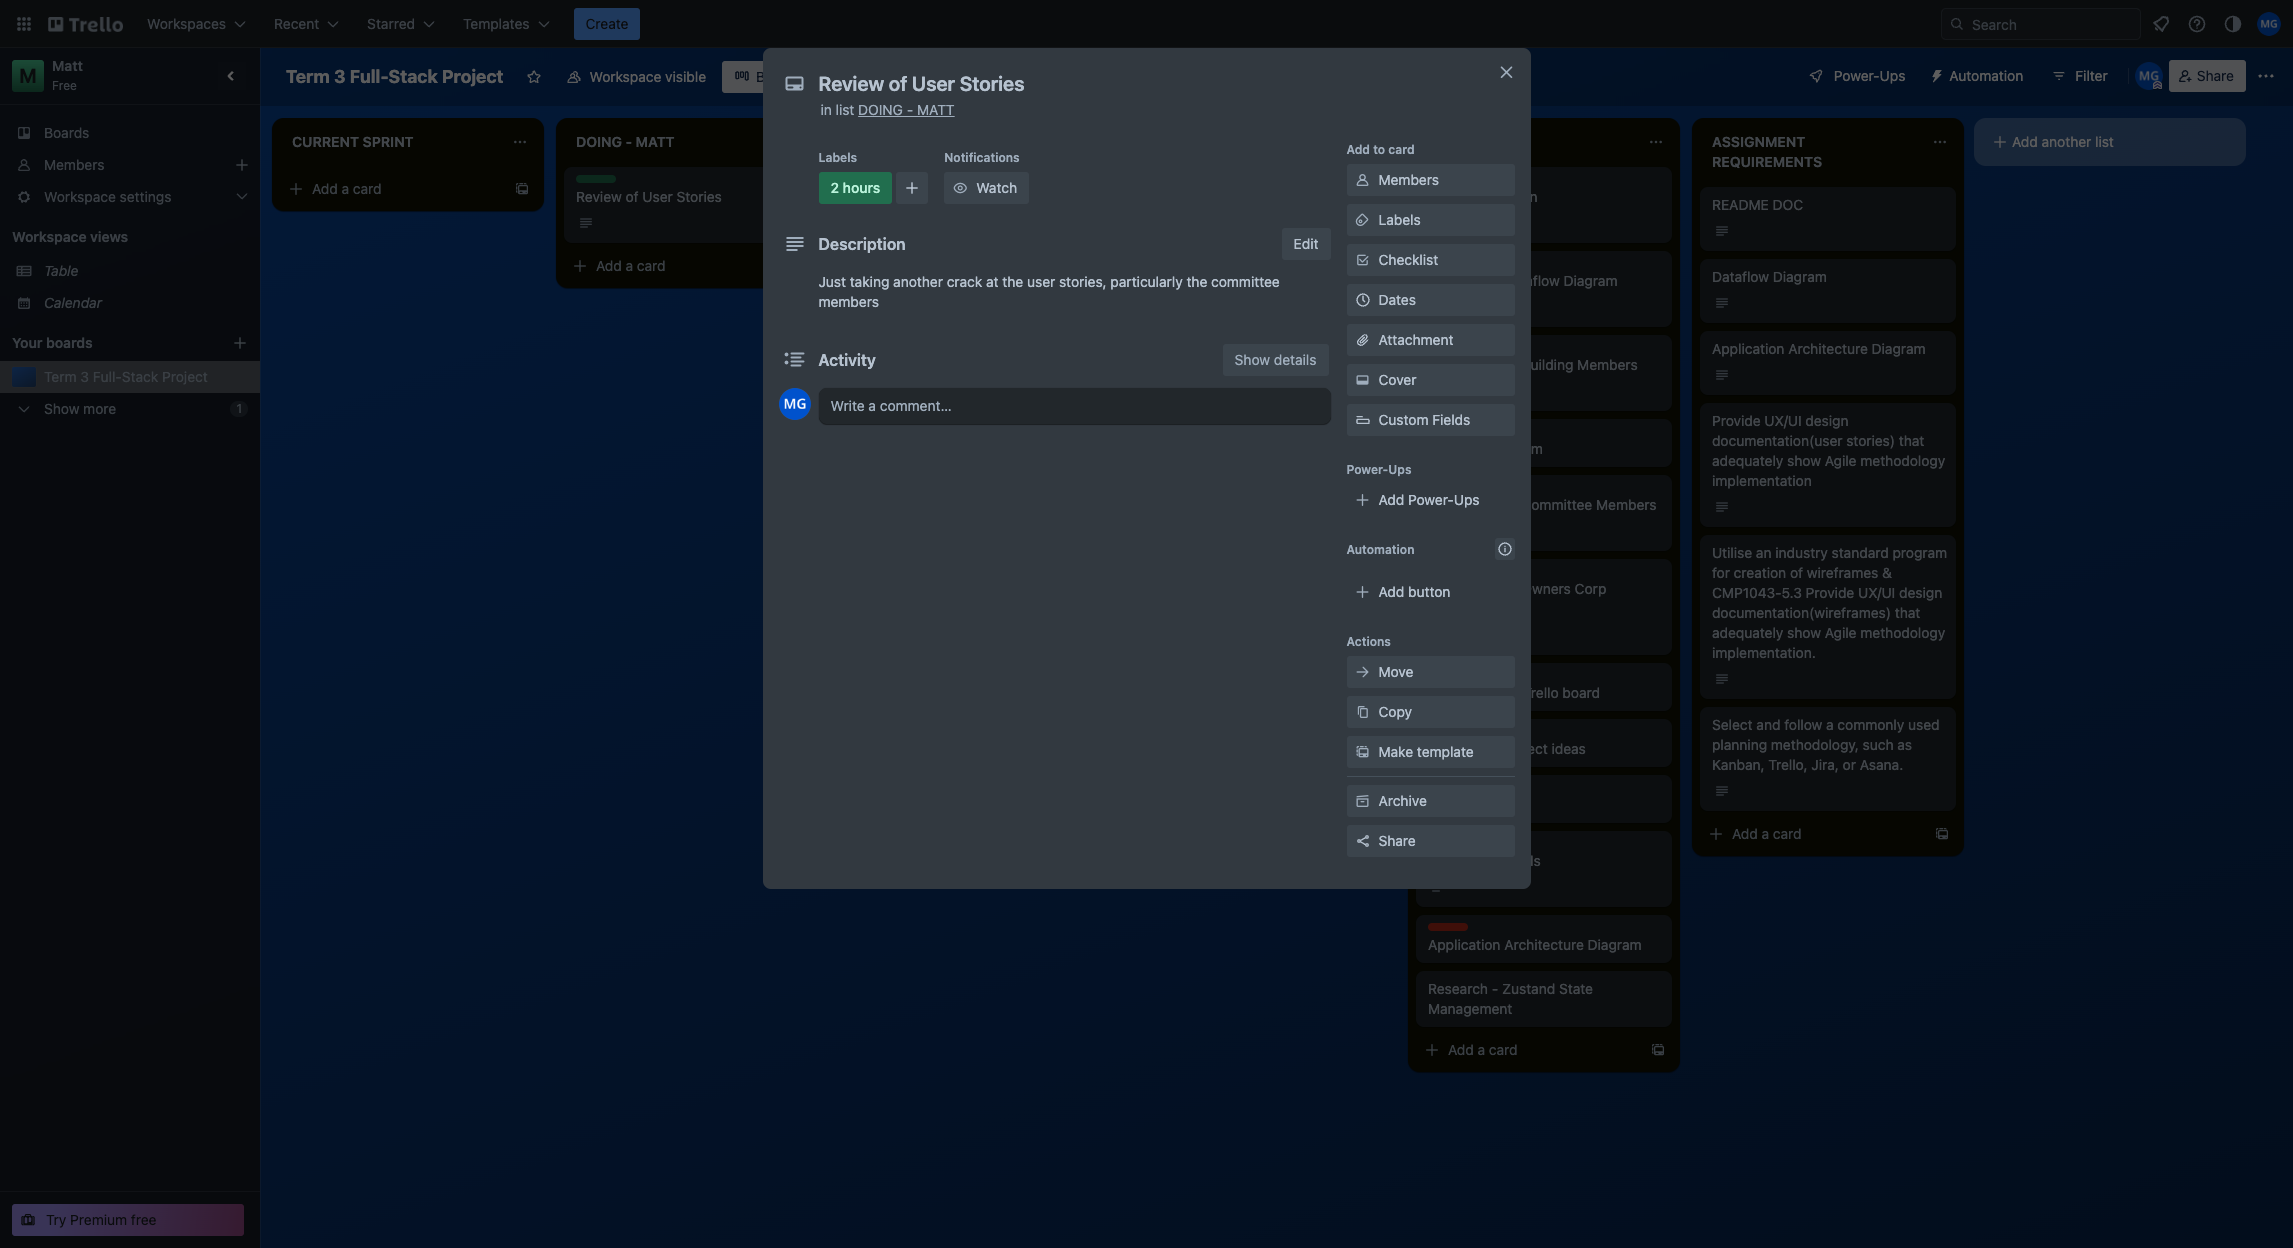 Trello
Workspaces
Recent
Starred
Templates
Create
Search
MG
M
Matt
Free
Boards
Members
Workspace settings
Workspace views
Table
Calendar
Your boards
Term 3 Full-Stack Project
Show more
1
Try Premium free
Term 3 Full-Stack Project
Workspace visible
B
Power-Ups
Automation
Filter
MG
Share
CURRENT SPRINT
Add a card
DOING - MATT
Review of User Stories
Add a card
Review of User Stories
in list DOING - MATT
Labels
2 hours
Notifications
Watch
Description
Edit
Just taking another crack at the user stories, particularly the committee
members
Activity
Show details
MG
Write a comment…
Add to card
Members
Labels
Checklist
Dates
Attachment
Cover
Custom Fields
Power-Ups
Add Power-Ups
Automation
Add button
Actions
Move
Copy
Make template
Archive
Share
n
flow Diagram
uilding Members
m
ommittee Members
wners Corp
rello board
ect ideas
ls
Application Architecture Diagram
Research - Zustand State
Management
Add a card
ASSIGNMENT
REQUIREMENTS
README DOC
Dataflow Diagram
Application Architecture Diagram
Provide UX/UI design
documentation(user stories) that
adequately show Agile methodology
implementation
Utilise an industry standard program
for creation of wireframes &
CMP1043-5.3 Provide UX/UI design
documentation(wireframes) that
adequately show Agile methodology
implementation.
Select and follow a commonly used
planning methodology, such as
Kanban, Trello, Jira, or Asana.
Add a card
Add another list